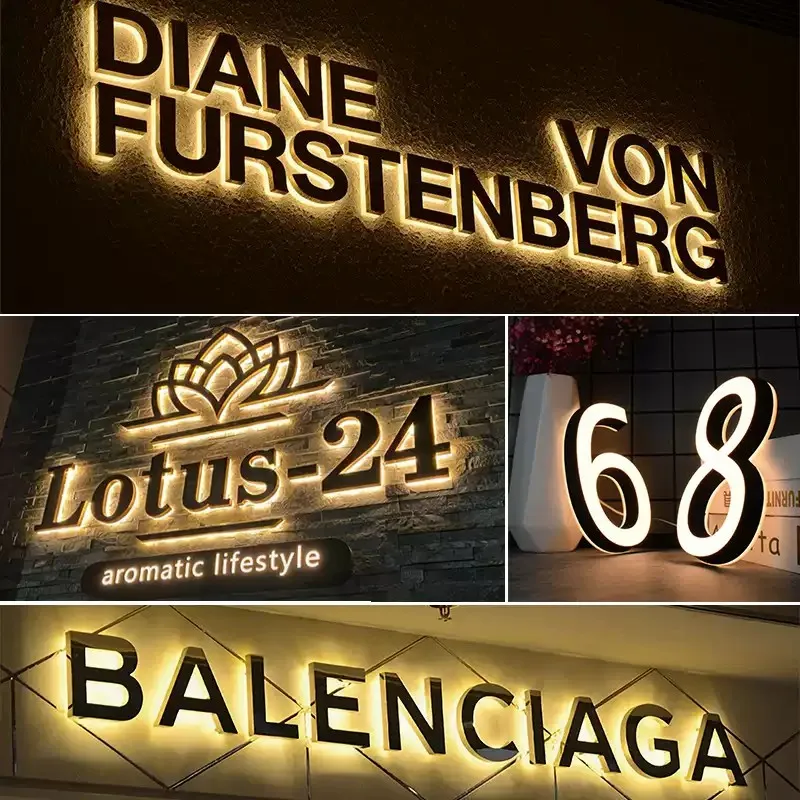 DIANE
VON
FURSTENBERG
Lotus-24
aromatic lifestyle
68
BALENCIAGA